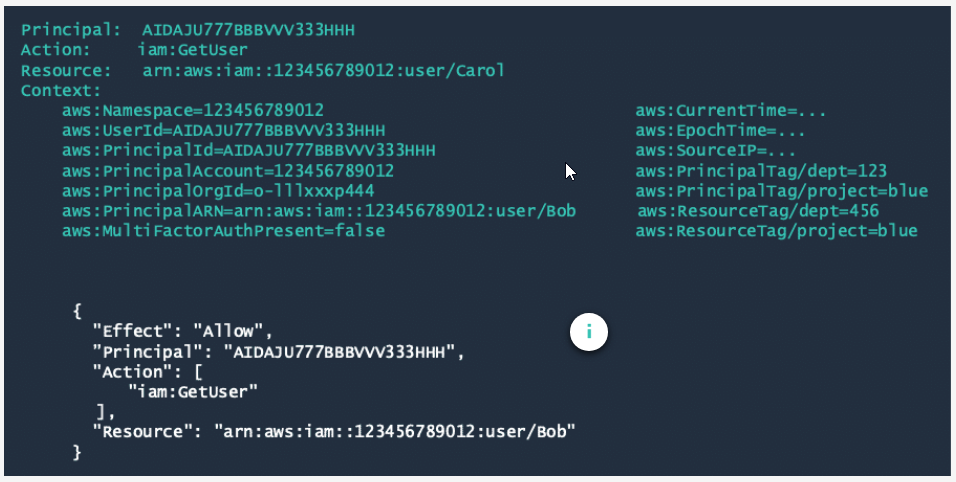 Principal: AIDAJU777BBBVVV333HHH
Action: iam:GetUser
Resource: arn:aws:iam::123456789012:user/Carol
Context:
aws:Namespace=123456789012 aws:CurrentTime=...
aws:UserId=AIDAJU777BBBVVV333HHH aws:EpochTime=...
aws:PrincipalId=AIDAJU777BBBVVV333HHH aws:SourceIP=...
aws:PrincipalAccount=123456789012 aws:PrincipalTag/dept=123
aws:PrincipalOrgId=o-lllxxxp444 aws:PrincipalTag/project=blue
aws:PrincipalARN=arn:aws:iam::123456789012:user/Bob aws:ResourceTag/dept=456
aws:MultiFactorAuthPresent=false aws:ResourceTag/project=blue
{
"Effect": "Allow",
"Principal": "AIDAJU777BBBVVV333HHH",
"Action": [
"iam:GetUser"
],
"Resource": "arn:aws:iam::123456789012:user/Bob"
}
i